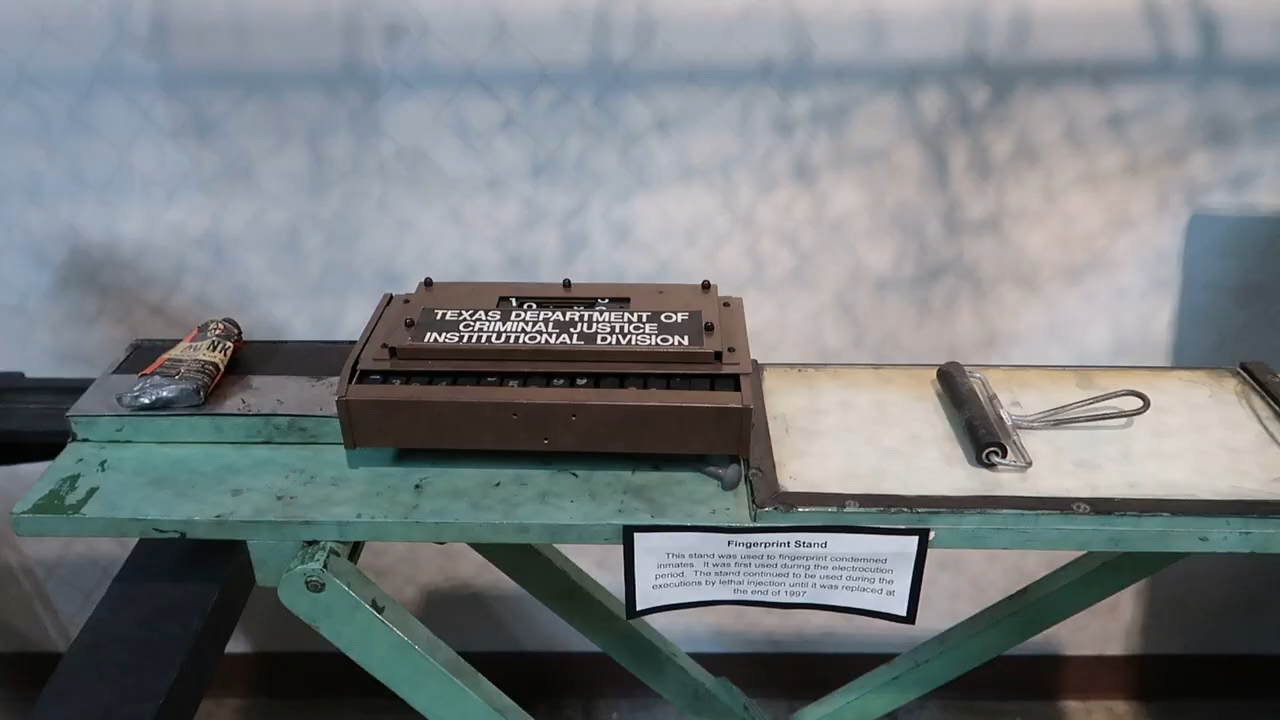 TEXAS DEPARTMENT OF
CRIMINAL JUSTICE
INSTITUTIONAL DIVISION
Fingerprint Stand
This stand was used to fingerprint condemned
inmates. It was first used during the electrocution
period. The stand continued to be used during the
executions by lethal injection until it was replaced at
the end of 1997.